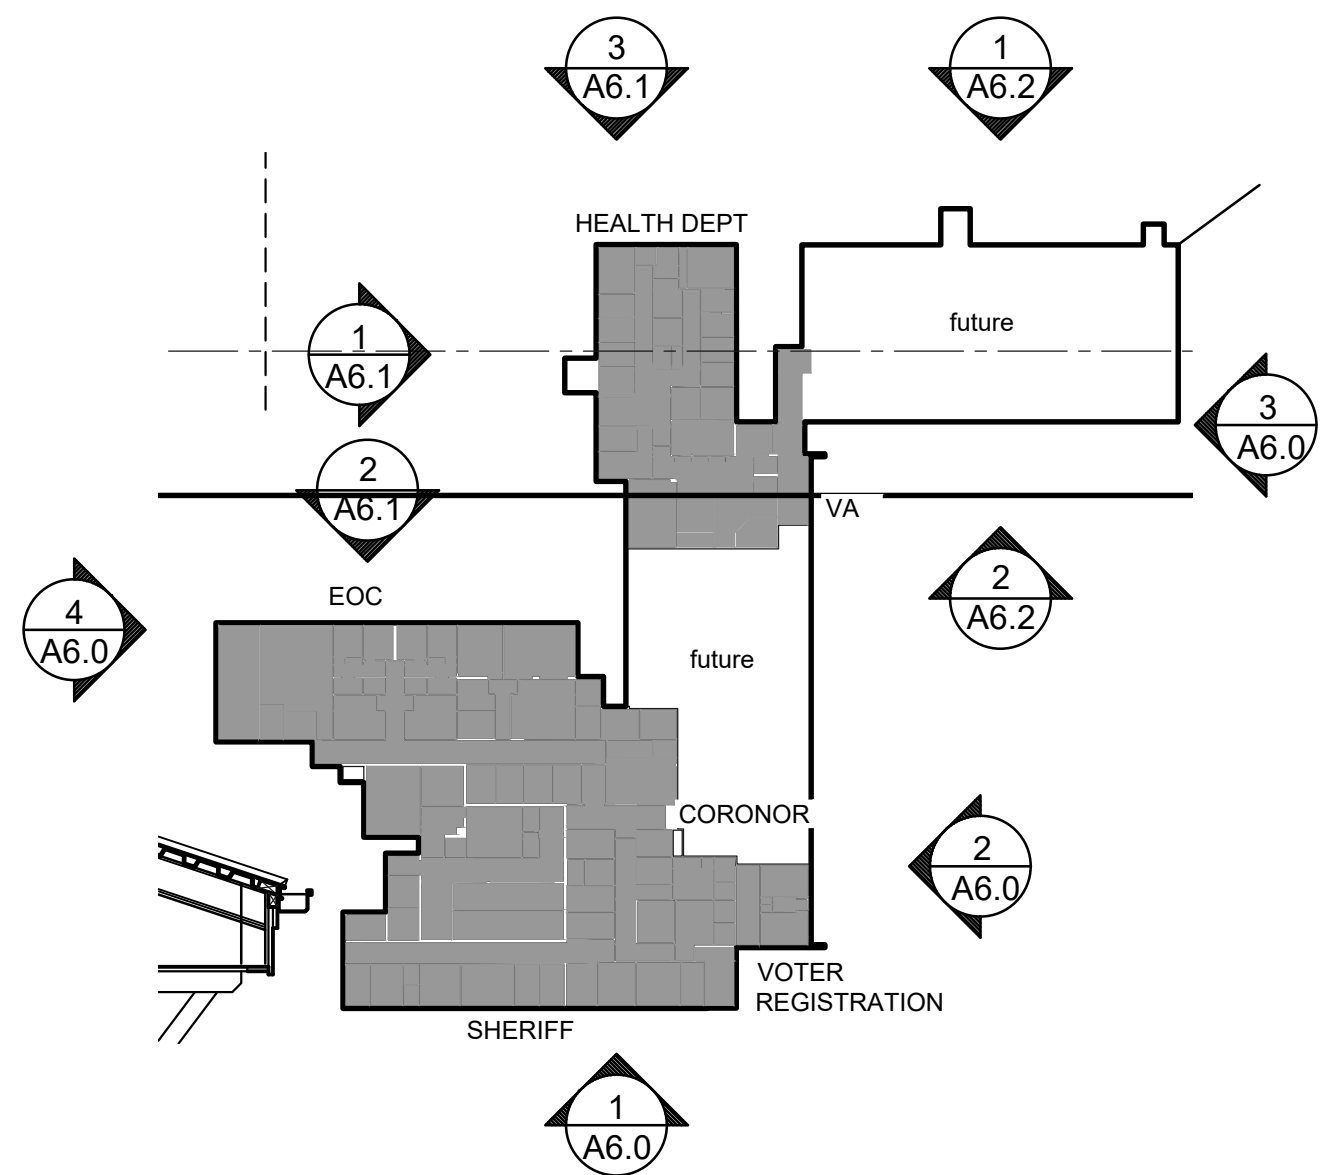 3
A6.1
1
A6.2
HEALTH DEPT
future
1
A6.1
3
A6.0
2
A6.1
VA
EOC
2
A6.2
4
A6.0
future
CORONOR
2
A6.0
VOTER
REGISTRATION
SHERIFF
1
A6.0